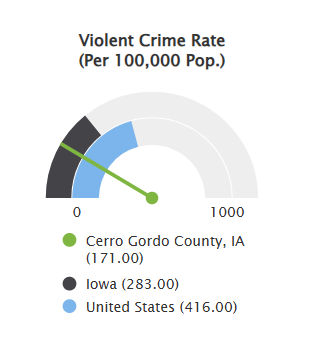 Violent Crime Rate
(Per 100,000 Pop.)
0 1000
Cerro Gordo County, IA
(171.00)
Iowa (283.00)
United States (416.00)